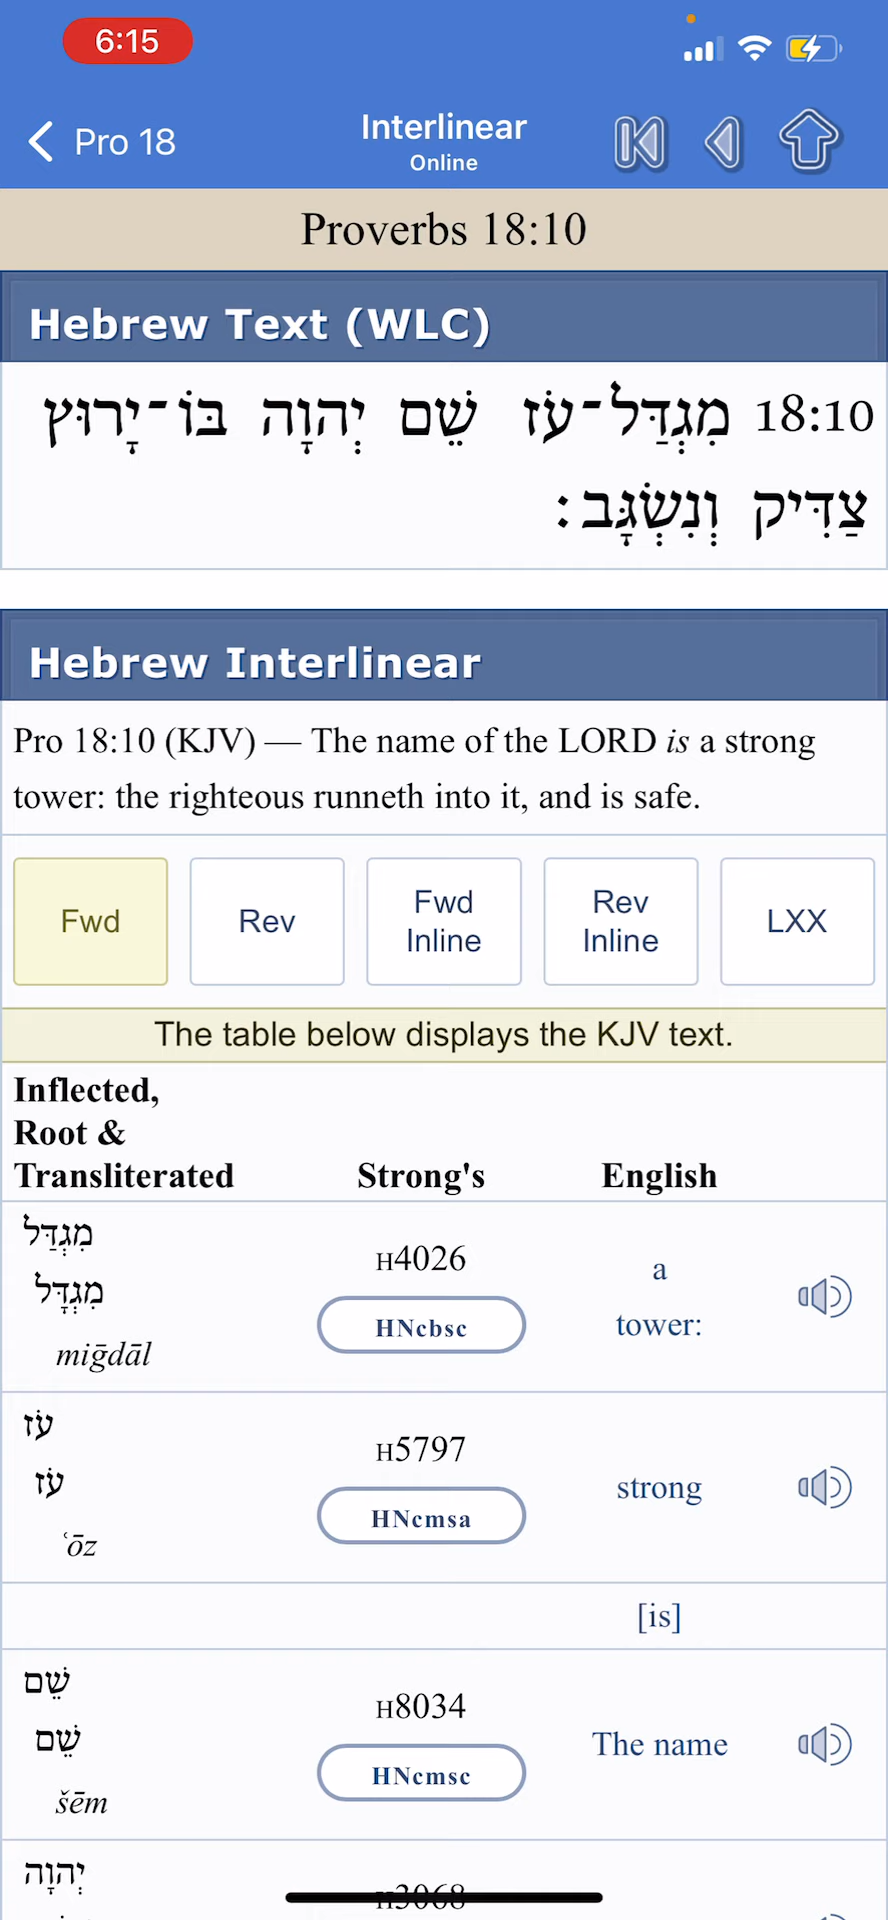 6:15
Pro 18
Interlinear
Online
Proverbs 18:10
Hebrew Text (WLC)
18:10 מִגְדַּל־עֹז שֵׁם יְהוָה בּוֹ־יָרוּץ
צַדִּיק וְנִשְׂגָּב׃
Hebrew Interlinear
Pro 18:10 (KJV) — The name of the LORD is a strong
tower: the righteous runneth into it, and is safe.
Fwd
Rev
Fwd
Inline
Rev
Inline
LXX
The table below displays the KJV text.
Inflected,
Root &
Transliterated
Strong's
English
מִגְדַּל
מִגְדָּל
miḡdāl
H4026
HNcbsc
a
tower:
עֹז
עֹז
ʿōz
H5797
HNcmsa
strong
[is]
שֵׁם
שֵׁם
šēm
H8034
HNcmsc
The name
יְהוָה
H3068